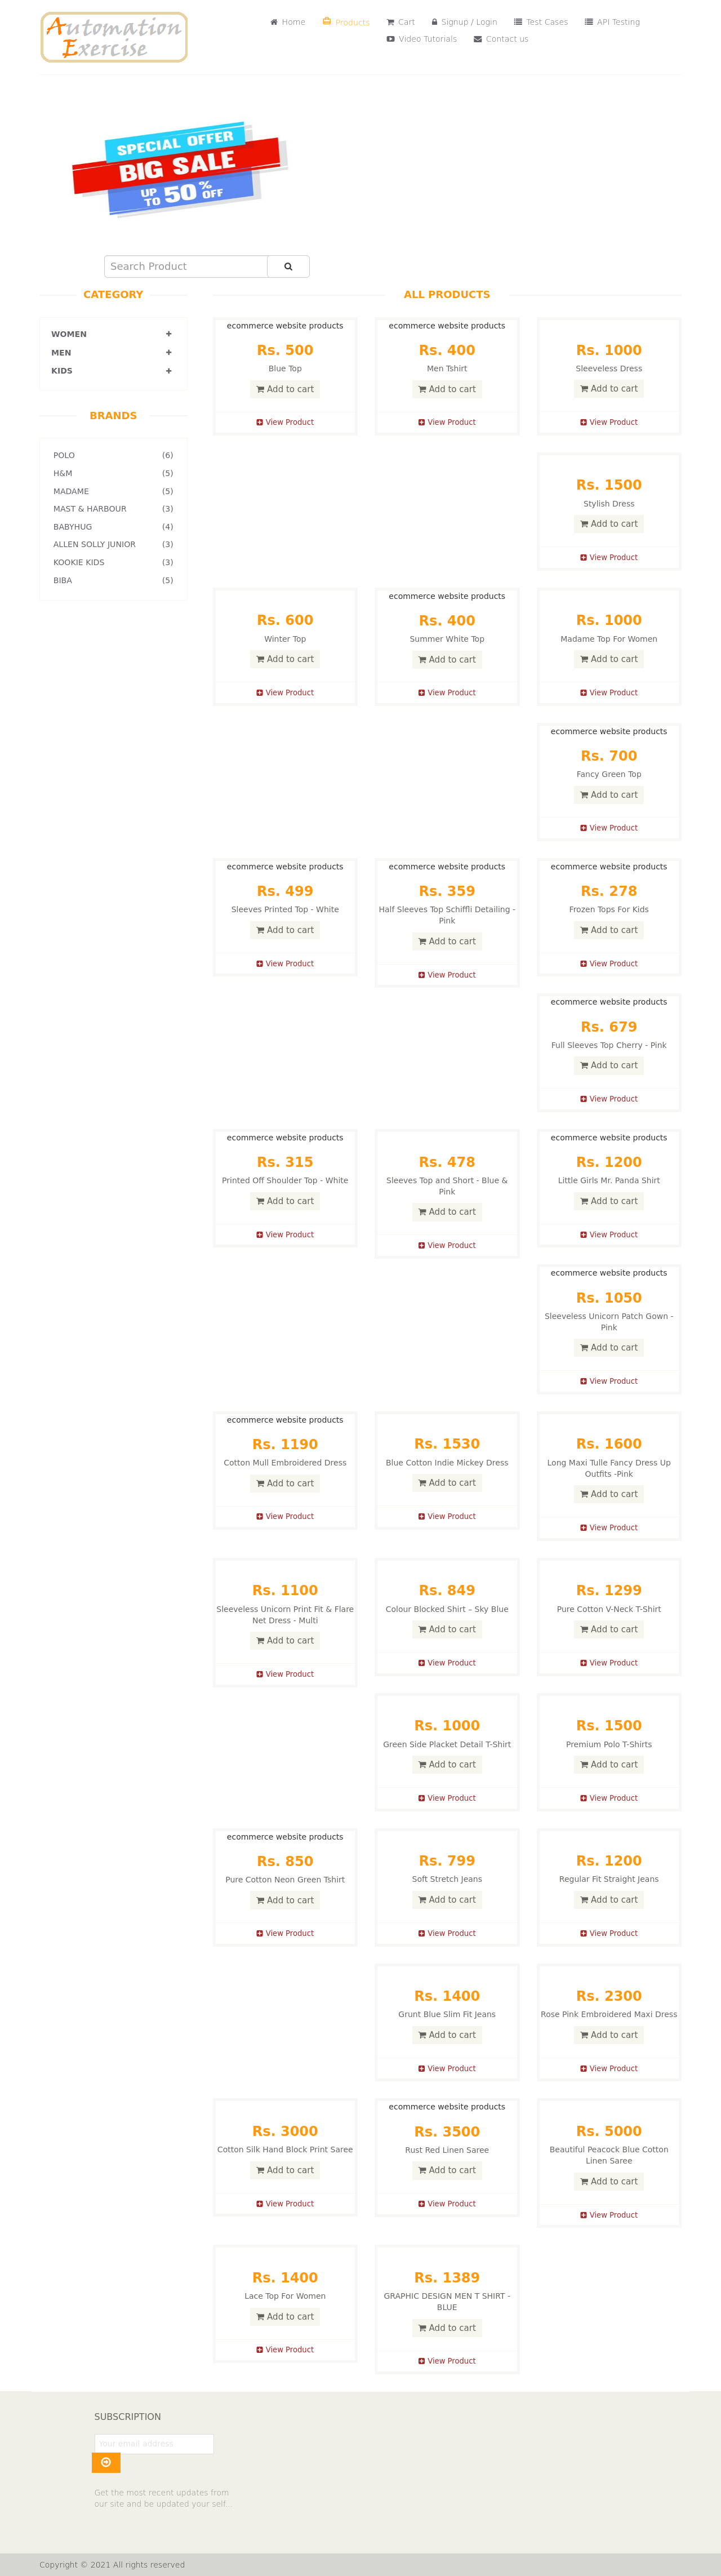 Automation
Exercise
Home
Products
Cart
Signup / Login
Test Cases
API Testing
Video Tutorials
Contact us
SPECIAL OFFER
BIG SALE
UP TO 50% OFF
Search Product
CATEGORY
WOMEN
MEN
KIDS
BRANDS
POLO (6)
H&M (5)
MADAME (5)
MAST & HARBOUR (3)
BABYHUG (4)
ALLEN SOLLY JUNIOR (3)
KOOKIE KIDS (3)
BIBA (5)
ALL PRODUCTS
ecommerce website products
Rs. 500
Blue Top
Add to cart
View Product
ecommerce website products
Rs. 400
Men Tshirt
Add to cart
View Product
Rs. 1000
Sleeveless Dress
Add to cart
View Product
Rs. 1500
Stylish Dress
Add to cart
View Product
Rs. 600
Winter Top
Add to cart
View Product
ecommerce website products
Rs. 400
Summer White Top
Add to cart
View Product
Rs. 1000
Madame Top For Women
Add to cart
View Product
ecommerce website products
Rs. 700
Fancy Green Top
Add to cart
View Product
ecommerce website products
Rs. 499
Sleeves Printed Top - White
Add to cart
View Product
ecommerce website products
Rs. 359
Half Sleeves Top Schiffli Detailing -
Pink
Add to cart
View Product
ecommerce website products
Rs. 278
Frozen Tops For Kids
Add to cart
View Product
ecommerce website products
Rs. 679
Full Sleeves Top Cherry - Pink
Add to cart
View Product
ecommerce website products
Rs. 315
Printed Off Shoulder Top - White
Add to cart
View Product
Rs. 478
Sleeves Top and Short - Blue &
Pink
Add to cart
View Product
ecommerce website products
Rs. 1200
Little Girls Mr. Panda Shirt
Add to cart
View Product
ecommerce website products
Rs. 1050
Sleeveless Unicorn Patch Gown -
Pink
Add to cart
View Product
ecommerce website products
Rs. 1190
Cotton Mull Embroidered Dress
Add to cart
View Product
Rs. 1530
Blue Cotton Indie Mickey Dress
Add to cart
View Product
Rs. 1600
Long Maxi Tulle Fancy Dress Up
Outfits -Pink
Add to cart
View Product
Rs. 1100
Sleeveless Unicorn Print Fit & Flare
Net Dress - Multi
Add to cart
View Product
Rs. 849
Colour Blocked Shirt – Sky Blue
Add to cart
View Product
Rs. 1299
Pure Cotton V-Neck T-Shirt
Add to cart
View Product
Rs. 1000
Green Side Placket Detail T-Shirt
Add to cart
View Product
Rs. 1500
Premium Polo T-Shirts
Add to cart
View Product
ecommerce website products
Rs. 850
Pure Cotton Neon Green Tshirt
Add to cart
View Product
Rs. 799
Soft Stretch Jeans
Add to cart
View Product
Rs. 1200
Regular Fit Straight Jeans
Add to cart
View Product
Rs. 1400
Grunt Blue Slim Fit Jeans
Add to cart
View Product
Rs. 2300
Rose Pink Embroidered Maxi Dress
Add to cart
View Product
Rs. 3000
Cotton Silk Hand Block Print Saree
Add to cart
View Product
ecommerce website products
Rs. 3500
Rust Red Linen Saree
Add to cart
View Product
Rs. 5000
Beautiful Peacock Blue Cotton
Linen Saree
Add to cart
View Product
Rs. 1400
Lace Top For Women
Add to cart
View Product
Rs. 1389
GRAPHIC DESIGN MEN T SHIRT -
BLUE
Add to cart
View Product
SUBSCRIPTION
Your email address
Get the most recent updates from
our site and be updated your self...
Copyright © 2021 All rights reserved